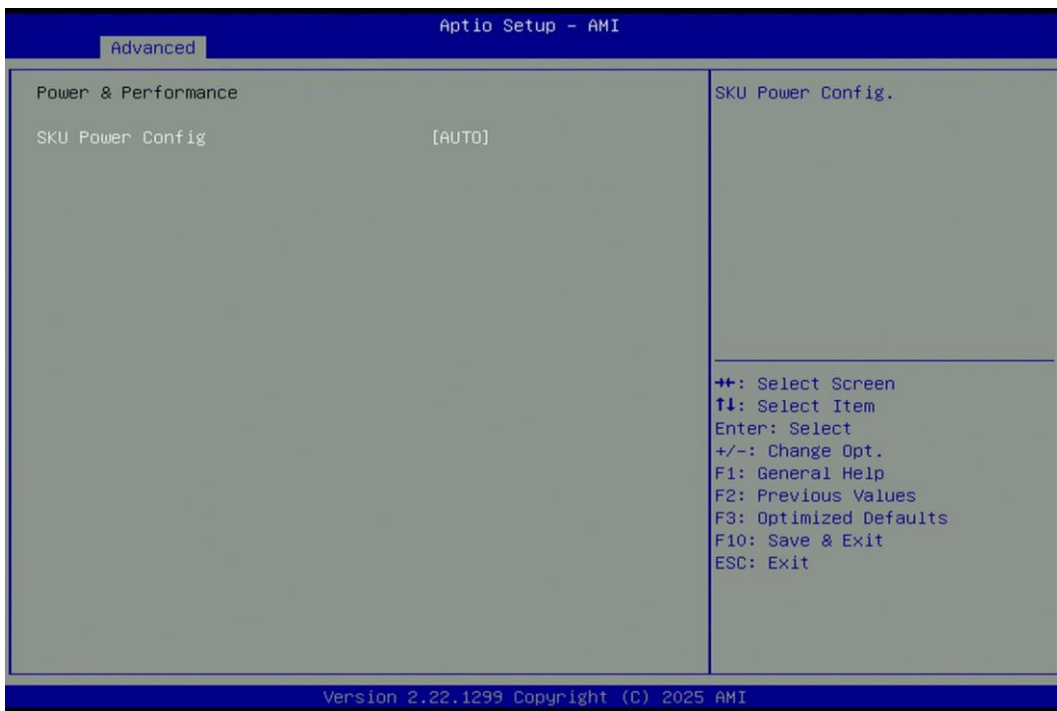 Aptio Setup – AMI
Advanced
Power & Performance
SKU Power Config [AUTO]
SKU Power Config.
→←: Select Screen
↑↓: Select Item
Enter: Select
+/-: Change Opt.
F1: General Help
F2: Previous Values
F3: Optimized Defaults
F10: Save & Exit
ESC: Exit
Version 2.22.1299 Copyright (C) 2025 AMI